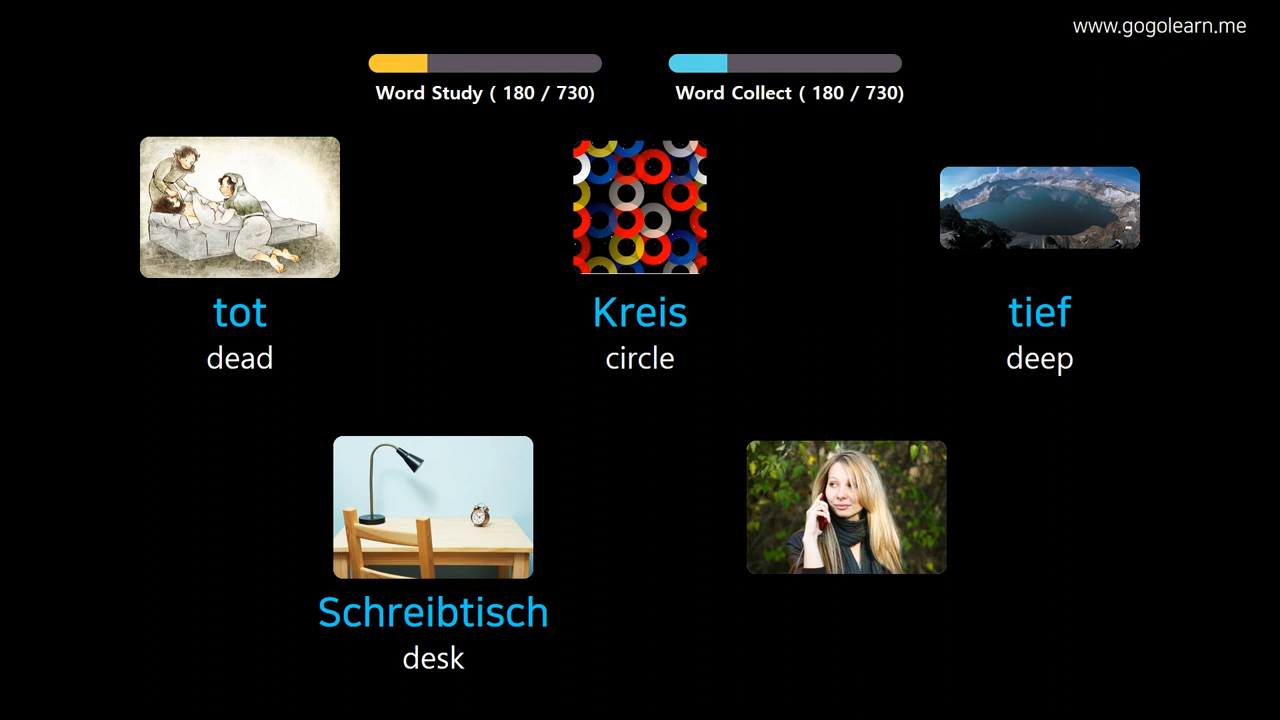 www.gogolearn.me
Word Study ( 180 / 730)
Word Collect ( 180 / 730)
tot
dead
Kreis
circle
tief
deep
Schreibtisch
desk